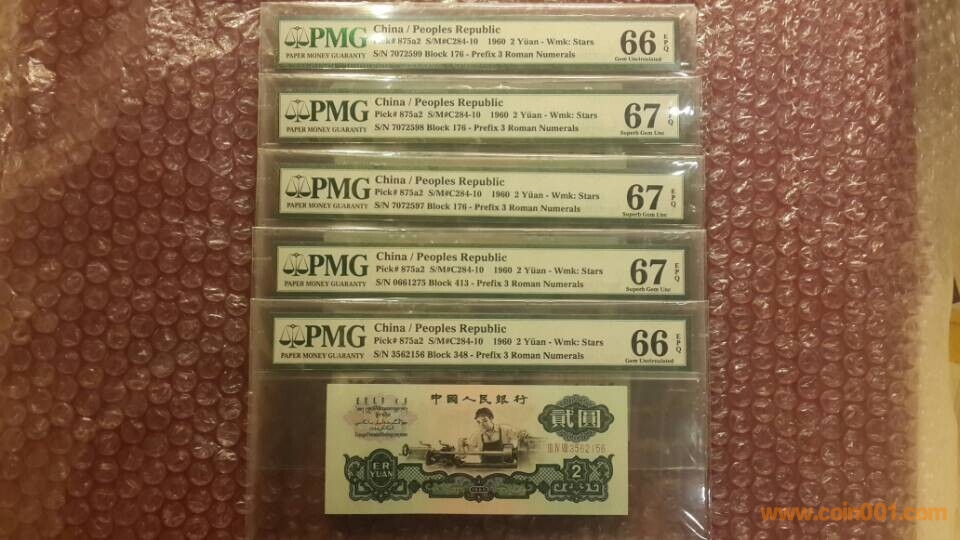 PMG
PAPER MONEY GUARANTY
China / Peoples Republic
Pick# 875a2 S/M#C284-10 1960 2 Yüan - Wmk: Stars
S/N 7072599 Block 176 - Prefix 3 Roman Numerals
66 EPQ
Gem Uncirculated
PMG
PAPER MONEY GUARANTY
China / Peoples Republic
Pick# 875a2 S/M#C284-10 1960 2 Yüan - Wmk: Stars
S/N 7072598 Block 176 - Prefix 3 Roman Numerals
67 EPQ
Superb Gem Unc
PMG
PAPER MONEY GUARANTY
China / Peoples Republic
Pick# 875a2 S/M#C284-10 1960 2 Yüan - Wmk: Stars
S/N 7072597 Block 176 - Prefix 3 Roman Numerals
67 EPQ
Superb Gem Unc
PMG
PAPER MONEY GUARANTY
China / Peoples Republic
Pick# 875a2 S/M#C284-10 1960 2 Yüan - Wmk: Stars
S/N 0661275 Block 413 - Prefix 3 Roman Numerals
67 EPQ
Superb Gem Unc
PMG
PAPER MONEY GUARANTY
China / Peoples Republic
Pick# 875a2 S/M#C284-10 1960 2 Yüan - Wmk: Stars
S/N 3562156 Block 348 - Prefix 3 Roman Numerals
66 EPQ
Gem Uncirculated
中國人民銀行
貳圓
III IV VIII 3562156
ER
YUAN
2
1960
www.coin001.com